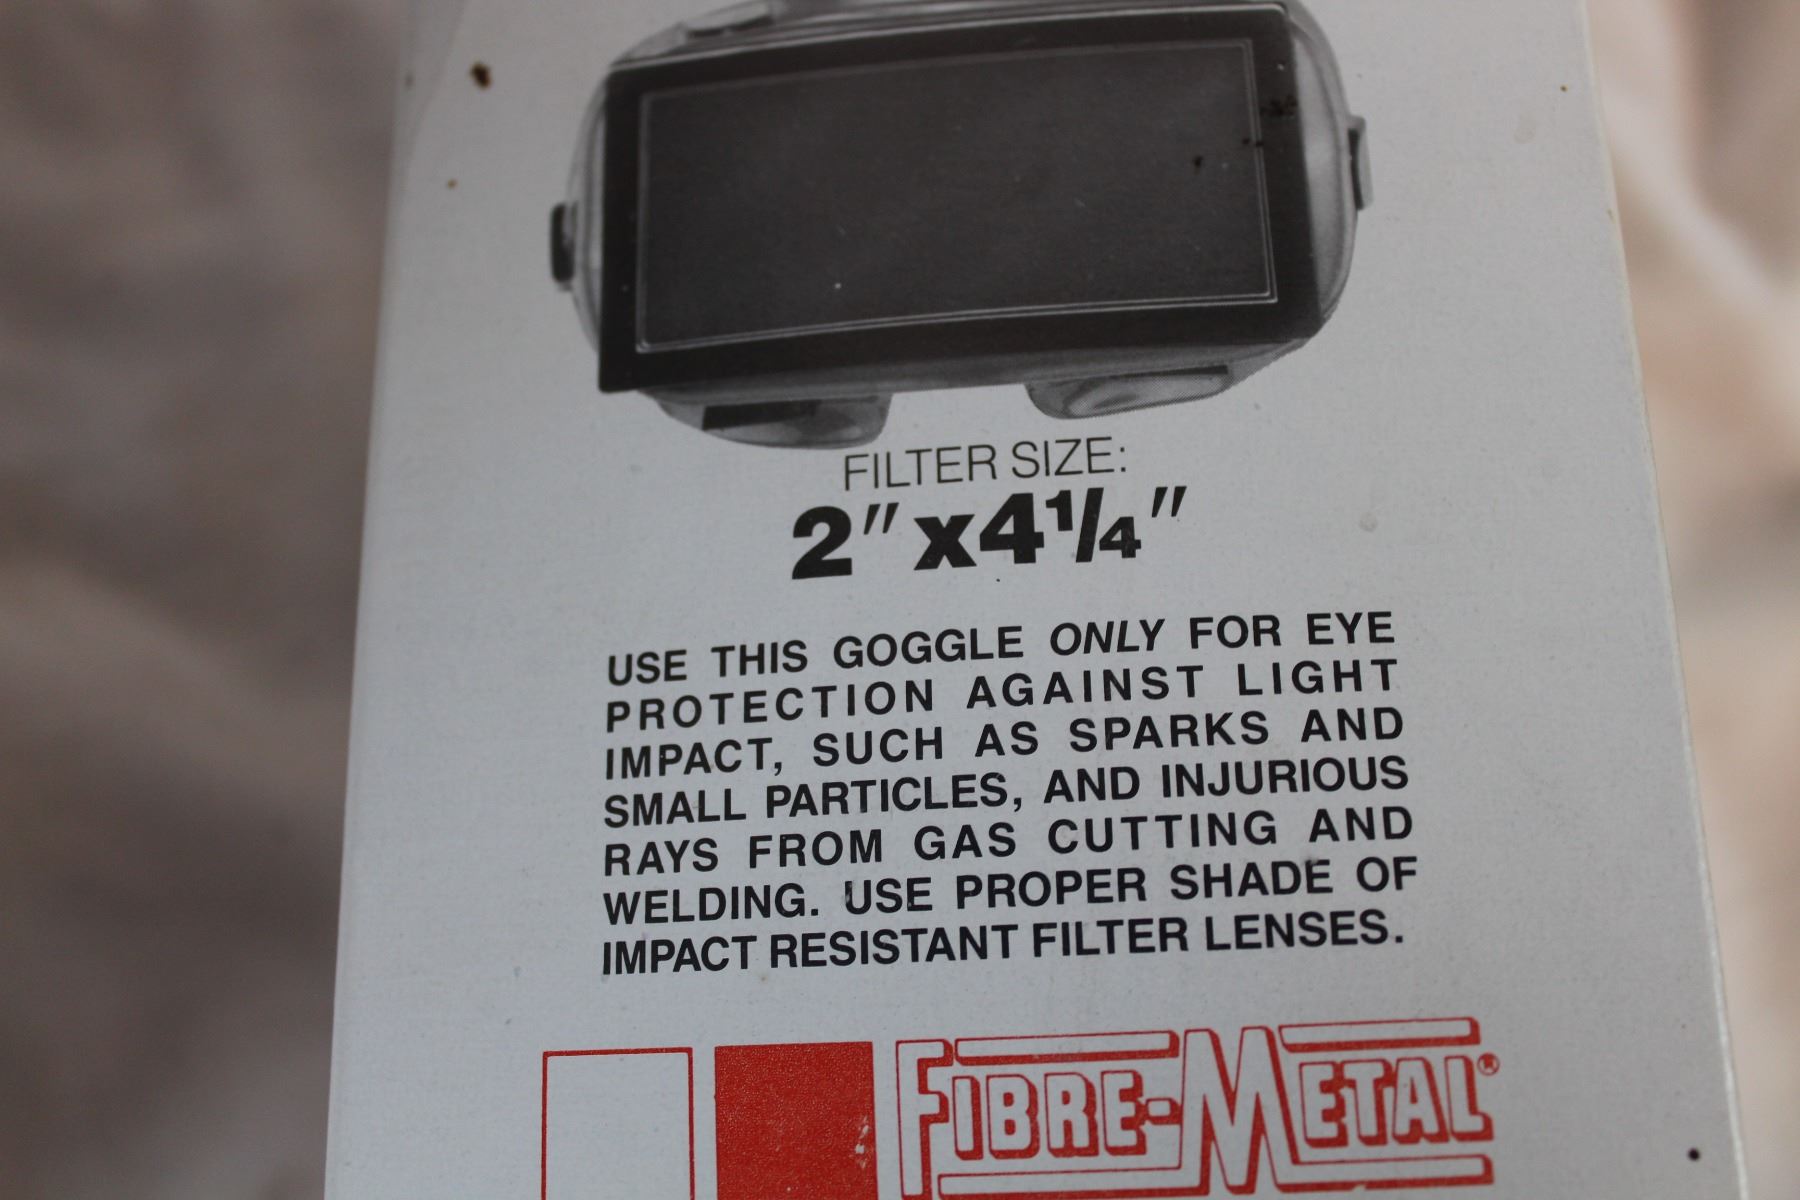 FILTER SIZE:
2" x 4 1/4"
USE THIS GOGGLE ONLY FOR EYE
PROTECTION AGAINST LIGHT
IMPACT, SUCH AS SPARKS AND
SMALL PARTICLES, AND INJURIOUS
RAYS FROM GAS CUTTING AND
WELDING. USE PROPER SHADE OF
IMPACT RESISTANT FILTER LENSES.
FIBRE-METAL®